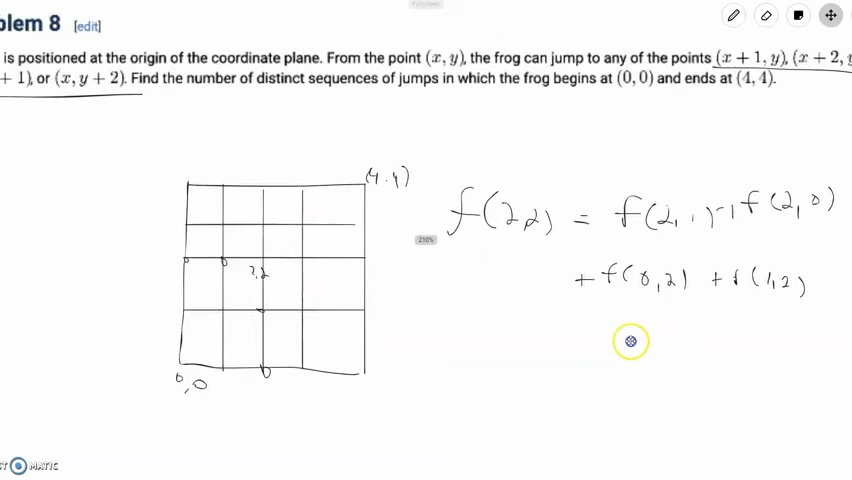 blem 8 [edit]
is positioned at the origin of the coordinate plane. From the point (x, y), the frog can jump to any of the points (x + 1, y), (x + 2, y
+ 1), or (x, y + 2). Find the number of distinct sequences of jumps in which the frog begins at (0, 0) and ends at (4, 4).
(4.4)
f(2,2) = f(2,1)+f(2,0)
210%
2,2
+ f(0,2) + f(1,2)
0,0
MATIC